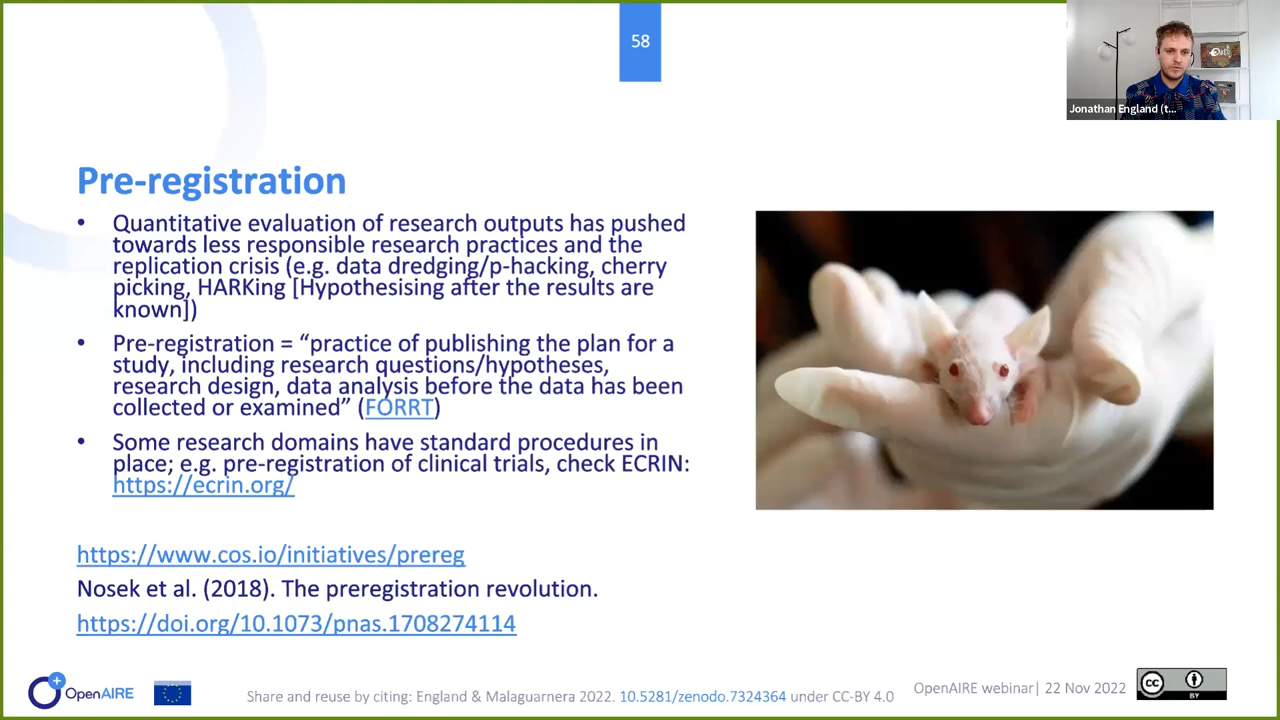 58
Jonathan England (t...
Pre-registration
• Quantitative evaluation of research outputs has pushed
towards less responsible research practices and the
replication crisis (e.g. data dredging/p-hacking, cherry
picking, HARKing [Hypothesising after the results are
known])
• Pre-registration = “practice of publishing the plan for a
study, including research questions/hypotheses,
research design, data analysis before the data has been
collected or examined” (FORRT)
• Some research domains have standard procedures in
place; e.g. pre-registration of clinical trials, check ECRIN:
https://ecrin.org/
https://www.cos.io/initiatives/prereg
Nosek et al. (2018). The preregistration revolution.
https://doi.org/10.1073/pnas.1708274114
OpenAIRE
Share and reuse by citing: England & Malaguarnera 2022. 10.5281/zenodo.7324364 under CC-BY 4.0
OpenAIRE webinar| 22 Nov 2022
CC
BY